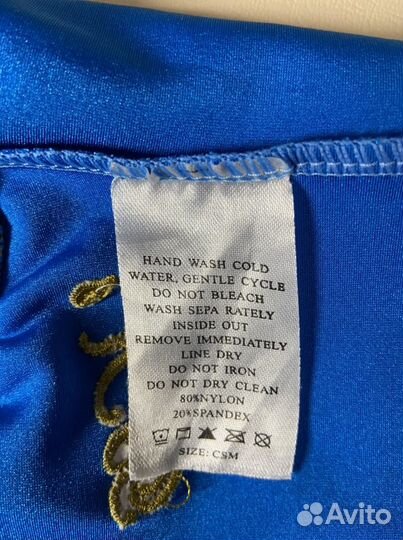 HAND WASH COLD
WATER, GENTLE CYCLE
DO NOT BLEACH
WASH SEPA RATELY
INSIDE OUT
REMOVE IMMEDIATELY
LINE DRY
DO NOT IRON
DO NOT DRY CLEAN
80%NYLON
20%SPANDEX
SIZE: CSM
Avito